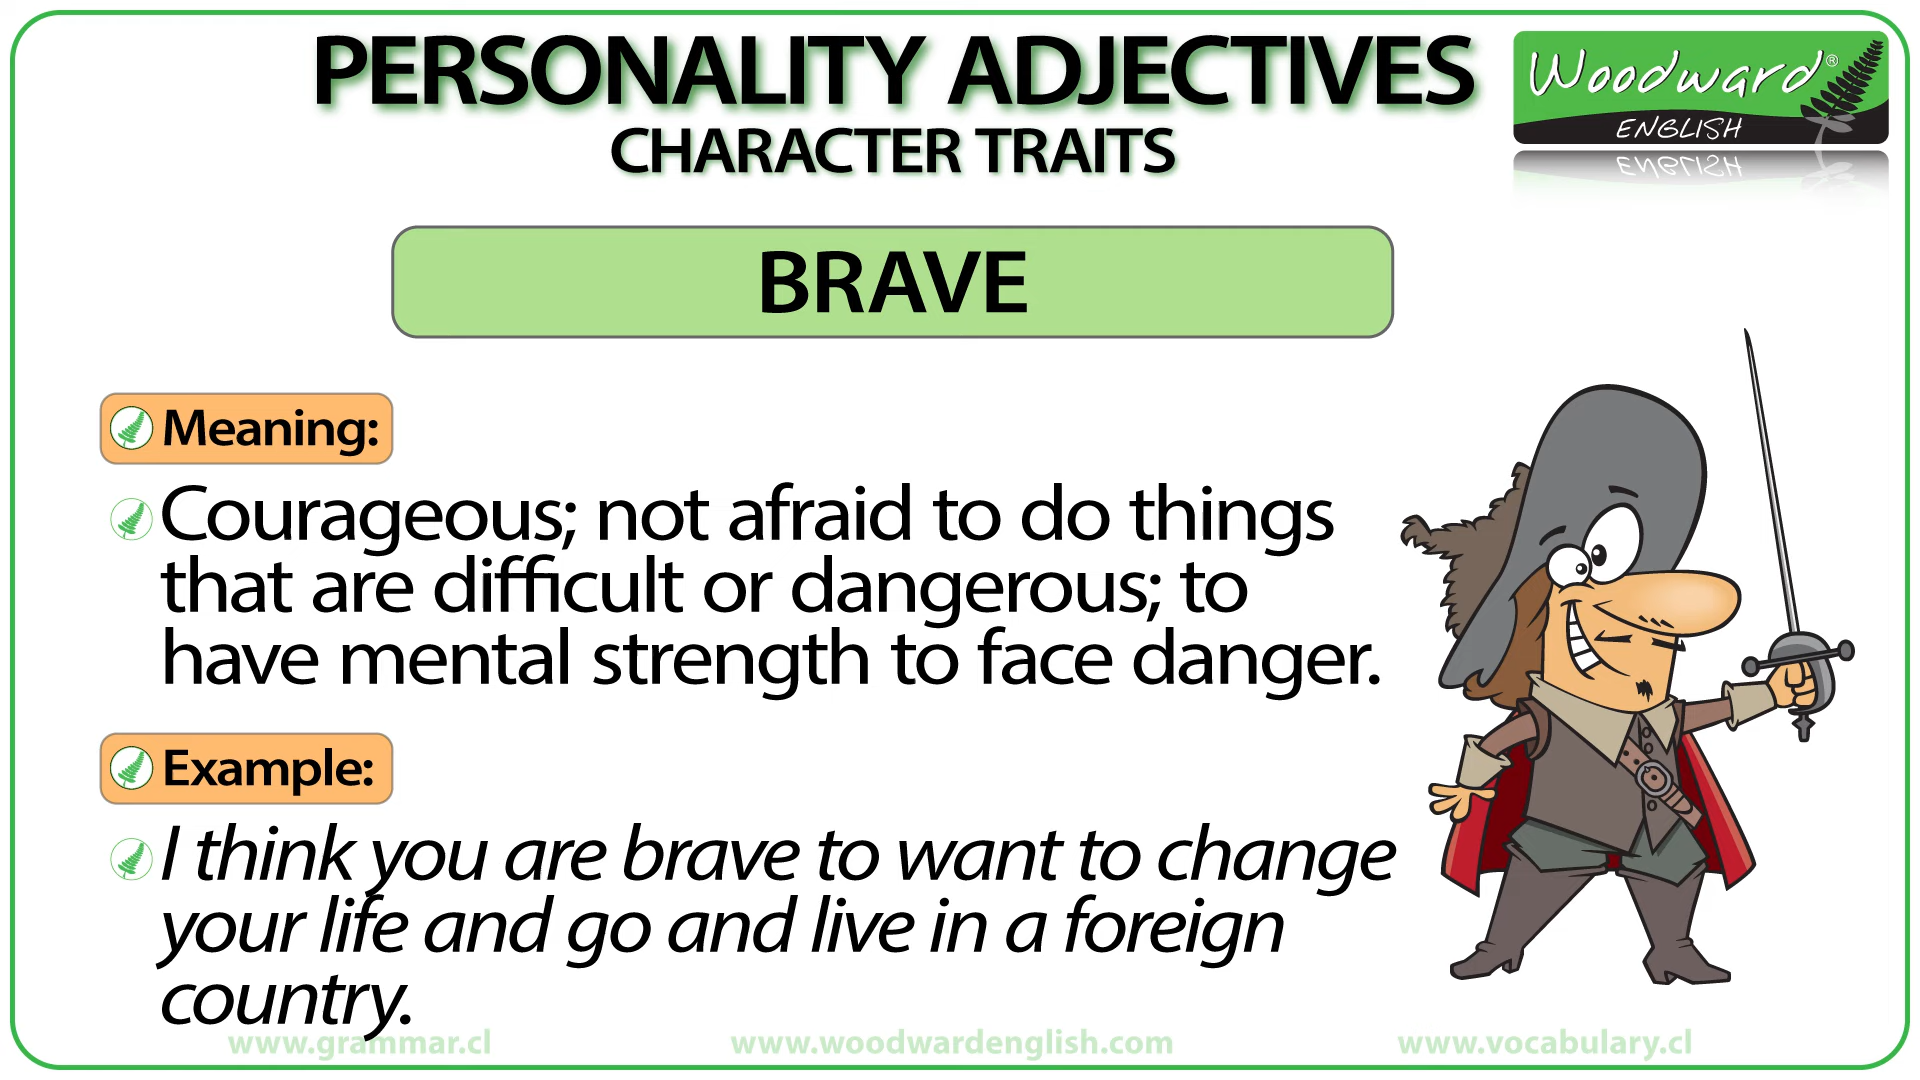 PERSONALITY ADJECTIVES
CHARACTER TRAITS
Woodward®
ENGLISH
BRAVE
Meaning:
Courageous; not afraid to do things
that are difficult or dangerous; to
have mental strength to face danger.
Example:
I think you are brave to want to change
your life and go and live in a foreign
country.
www.grammar.cl www.woodwardenglish.com www.vocabulary.cl